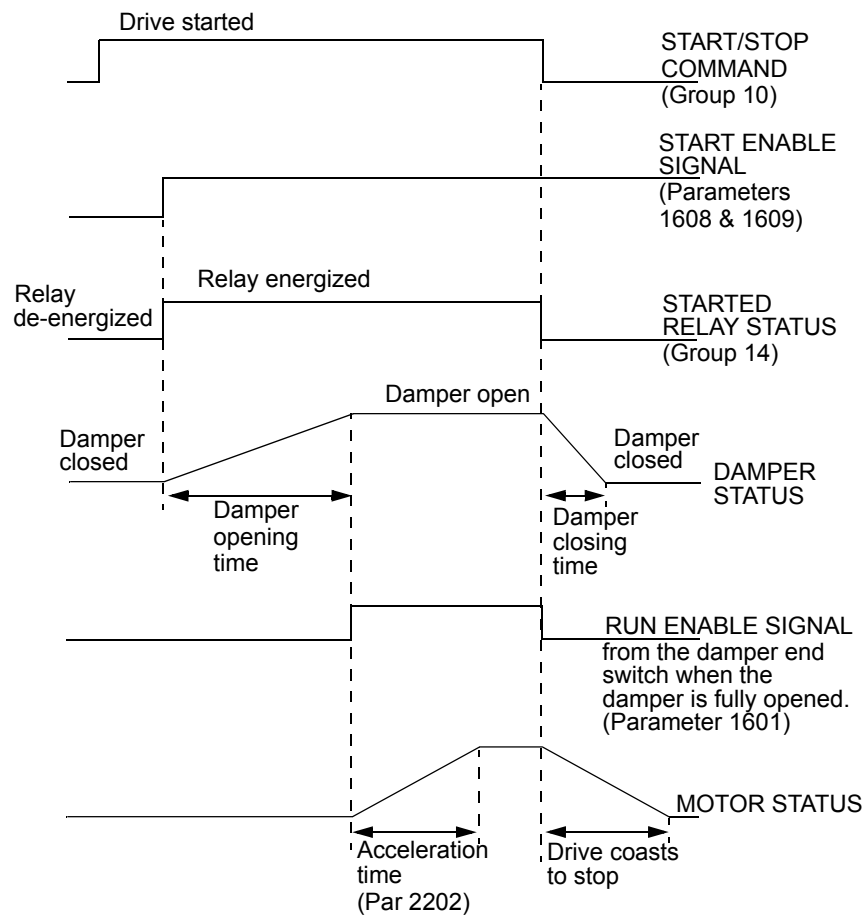 Drive started
START/STOP
COMMAND
(Group 10)
START ENABLE
SIGNAL
(Parameters
1608 & 1609)
Relay
de-energized
Relay energized
STARTED
RELAY STATUS
(Group 14)
Damper open
Damper
closed
Damper
closed
DAMPER
STATUS
Damper
opening
time
Damper
closing
time
RUN ENABLE SIGNAL
from the damper end
switch when the
damper is fully opened.
(Parameter 1601)
MOTOR STATUS
Acceleration
time
(Par 2202)
Drive coasts
to stop